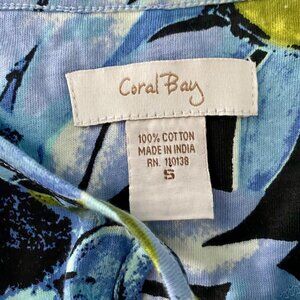 Coral Bay
100% COTTON
MADE IN INDIA
RN. 110138
S